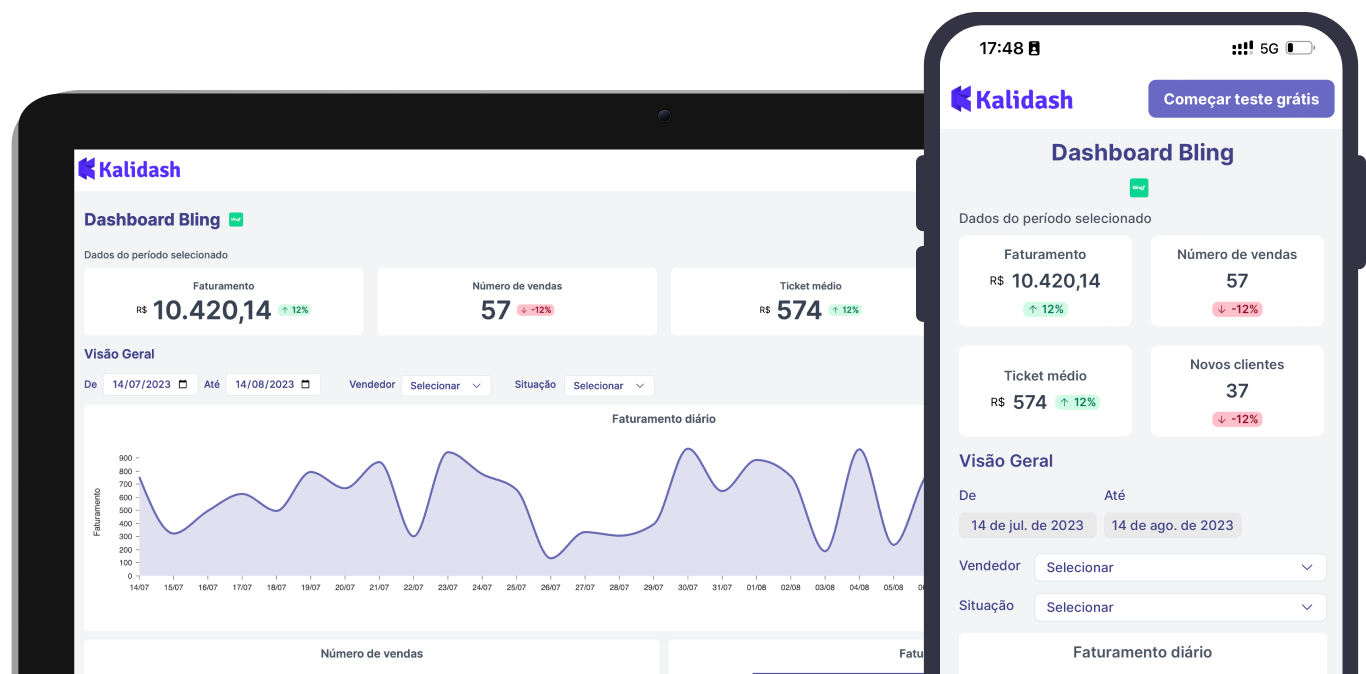 Kalidash
Dashboard Bling
Dados do período selecionado
Faturamento
R$ 10.420,14 ↑ 12%
Número de vendas
57 ↓ -12%
Ticket médio
R$ 574 ↑ 12%
Visão Geral
De 14/07/2023 Até 14/08/2023 Vendedor Selecionar Situação Selecionar
Faturamento diário
Faturamento
900
800
700
600
500
400
300
200
100
0
14/07 15/07 16/07 17/07 18/07 19/07 20/07 21/07 22/07 23/07 24/07 25/07 26/07 27/07 28/07 29/07 30/07 31/07 01/08 02/08 03/08 04/08 05/08
Número de vendas
Fatu
17:48 5G
Kalidash Começar teste grátis
Dashboard Bling
bling!
Dados do período selecionado
Faturamento
R$ 10.420,14
↑ 12%
Número de vendas
57
↓ -12%
Ticket médio
R$ 574 ↑ 12%
Novos clientes
37
↓ -12%
Visão Geral
De Até
14 de jul. de 2023 14 de ago. de 2023
Vendedor Selecionar
Situação Selecionar
Faturamento diário